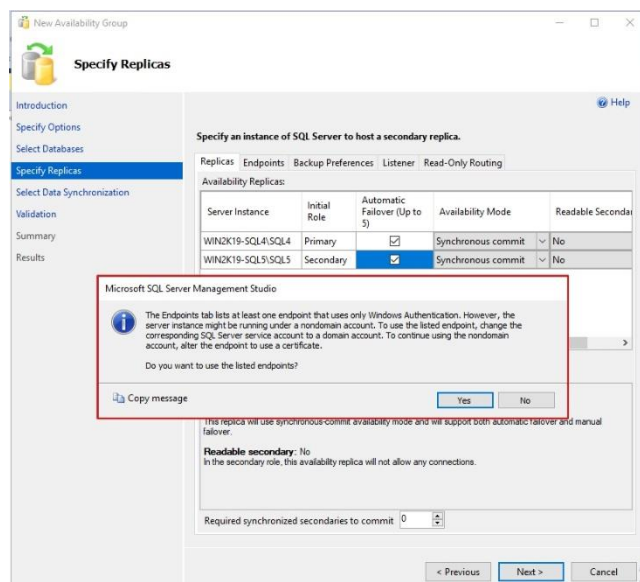 New Availability Group
Specify Replicas
Help
Introduction
Specify Options
Select Databases
Specify Replicas
Select Data Synchronization
Validation
Summary
Results
Specify an instance of SQL Server to host a secondary replica.
Replicas Endpoints Backup Preferences Listener Read-Only Routing
Availability Replicas:
Server Instance Initial Role Automatic Failover (Up to 5) Availability Mode Readable Seconda
WIN2K19-SQL4\SQL4 Primary Synchronous commit No
WIN2K19-SQL5\SQL5 Secondary Synchronous commit No
Microsoft SQL Server Management Studio
The Endpoints tab lists at least one endpoint that uses only Windows Authentication. However, the
server instance might be running under a nondomain account. To use the listed endpoint, change the
corresponding SQL Server service account to a domain account. To continue using the nondomain
account, alter the endpoint to use a certificate.
Do you want to use the listed endpoints?
Copy message Yes No
This replica will use synchronous-commit availability mode and will support both automatic failover and manual
failover.
Readable secondary: No
In the secondary role, this availability replica will not allow any connections.
Required synchronized secondaries to commit 0
< Previous Next > Cancel